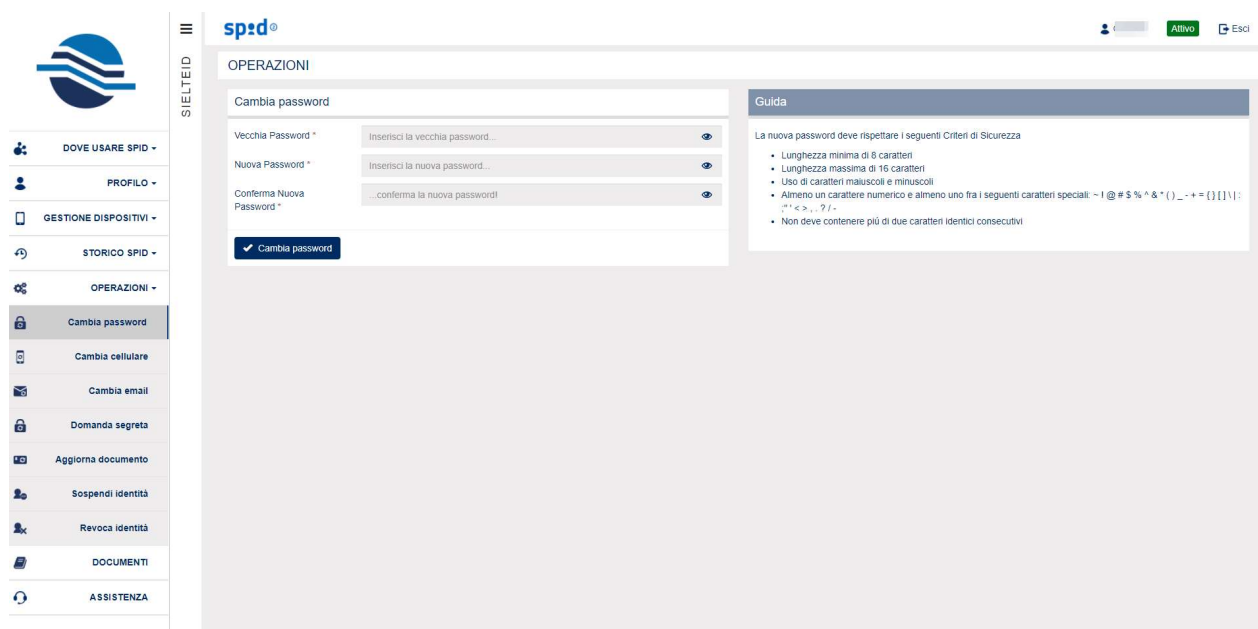 spid
Attivo
Esci
SIELTEID
OPERAZIONI
DOVE USARE SPID
PROFILO
GESTIONE DISPOSITIVI
STORICO SPID
OPERAZIONI
Cambia password
Cambia cellulare
Cambia email
Domanda segreta
Aggiorna documento
Sospendi identità
Revoca identità
DOCUMENTI
ASSISTENZA
Cambia password
Vecchia Password *
Inserisci la vecchia password...
Nuova Password *
Inserisci la nuova password...
Conferma Nuova
Password *
...conferma la nuova password!
Cambia password
Guida
La nuova password deve rispettare i seguenti Criteri di Sicurezza
• Lunghezza minima di 8 caratteri
• Lunghezza massima di 16 caratteri
• Uso di caratteri maiuscoli e minuscoli
• Almeno un carattere numerico e almeno uno fra i seguenti caratteri speciali: ~ ! @ # $ % ^ & * ( ) _ - + = { } [ ] \ | :
;" ' < > , . ? / -
• Non deve contenere più di due caratteri identici consecutivi